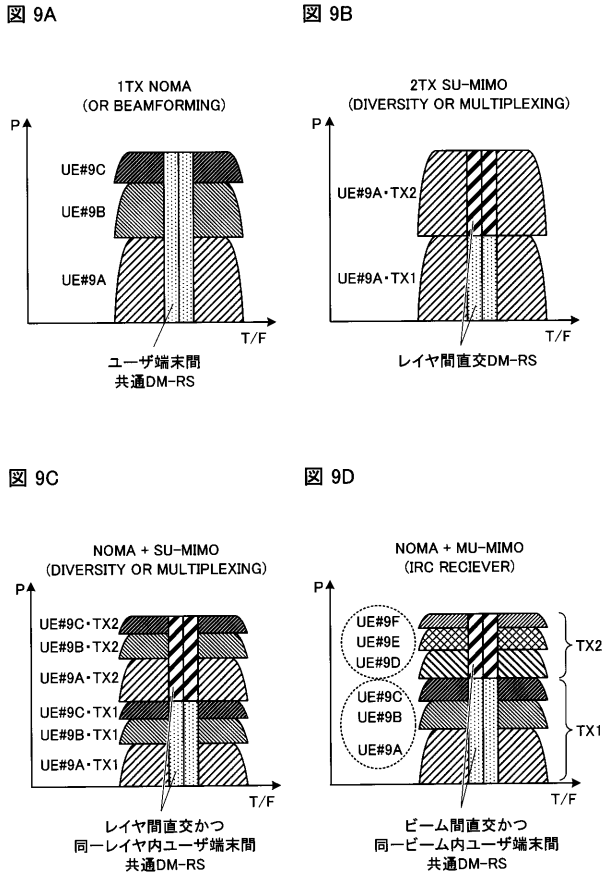 図 9A
1TX NOMA
(OR BEAMFORMING)
P
UE#9C
UE#9B
UE#9A
T/F
ユーザ端末間
共通DM-RS
図 9B
2TX SU-MIMO
(DIVERSITY OR MULTIPLEXING)
P
UE#9A・TX2
UE#9A・TX1
T/F
レイヤ間直交DM-RS
図 9C
NOMA + SU-MIMO
(DIVERSITY OR MULTIPLEXING)
P
UE#9C・TX2
UE#9B・TX2
UE#9A・TX2
UE#9C・TX1
UE#9B・TX1
UE#9A・TX1
T/F
レイヤ間直交かつ
同一レイヤ内ユーザ端末間
共通DM-RS
図 9D
NOMA + MU-MIMO
(IRC RECIEVER)
P
UE#9F
UE#9E
UE#9D
TX2
UE#9C
UE#9B
UE#9A
TX1
T/F
ビーム間直交かつ
同一ビーム内ユーザ端末間
共通DM-RS